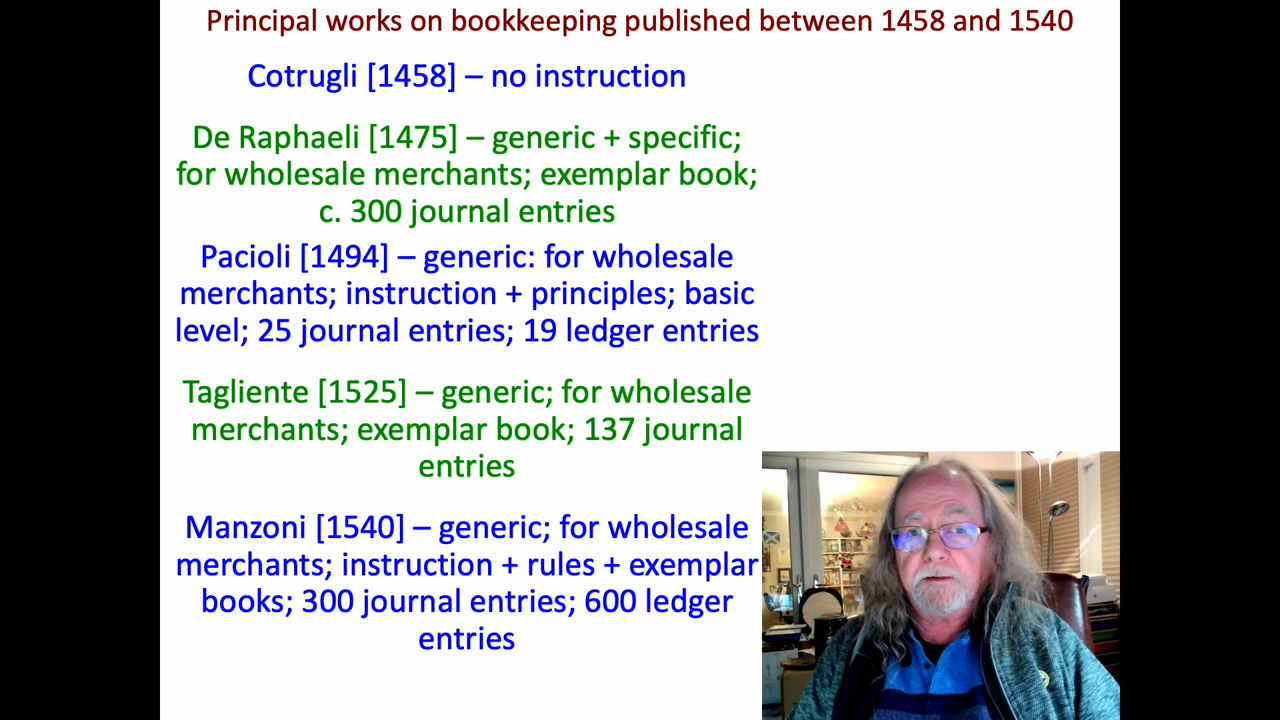 Principal works on bookkeeping published between 1458 and 1540
Cotrugli [1458] – no instruction
De Raphaeli [1475] – generic + specific;
for wholesale merchants; exemplar book;
c. 300 journal entries
Pacioli [1494] – generic: for wholesale
merchants; instruction + principles; basic
level; 25 journal entries; 19 ledger entries
Tagliente [1525] – generic; for wholesale
merchants; exemplar book; 137 journal
entries
Manzoni [1540] – generic; for wholesale
merchants; instruction + rules + exemplar
books; 300 journal entries; 600 ledger
entries